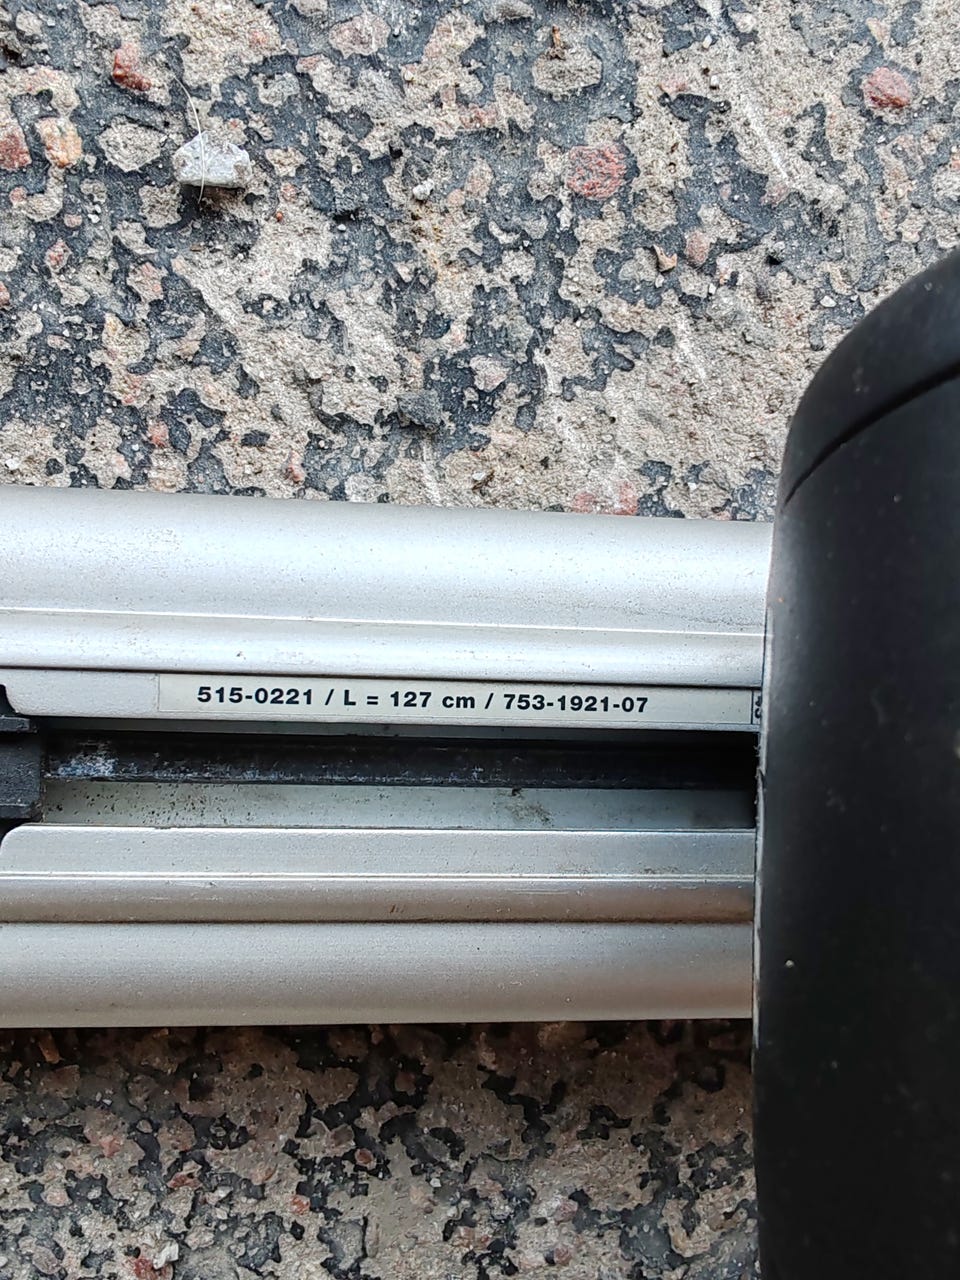 515-0221 / L = 127 cm / 753-1921-07